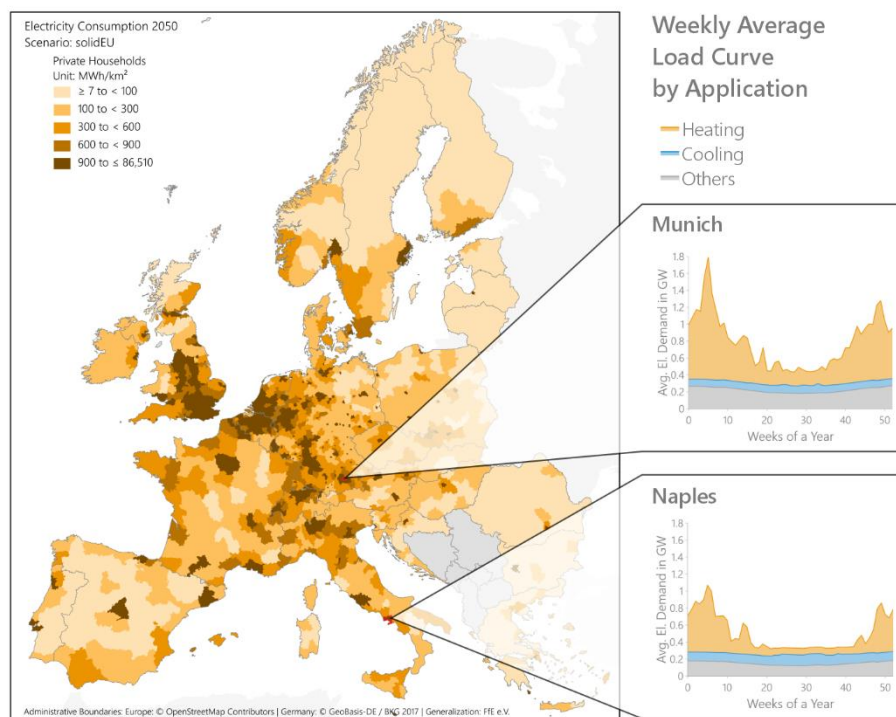 Electricity Consumption 2050
Scenario: solidEU
Private Households
Unit: MWh/km²
≥ 7 to < 100
100 to < 300
300 to < 600
600 to < 900
900 to ≤ 86,510
Administrative Boundaries: Europe: © OpenStreetMap Contributors | Germany: © GeoBasis-DE / BKG 2017 | Generalization: FfE e.V.
Weekly Average
Load Curve
by Application
Heating
Cooling
Others
Munich
Avg. El. Demand in GW
1.8
1.6
1.4
1.2
1
0.8
0.6
0.4
0.2
0
0 10 20 30 40 50
Weeks of a Year
Naples
Avg. El. Demand in GW
1.8
1.6
1.4
1.2
1
0.8
0.6
0.4
0.2
0
0 10 20 30 40 50
Weeks of a Year